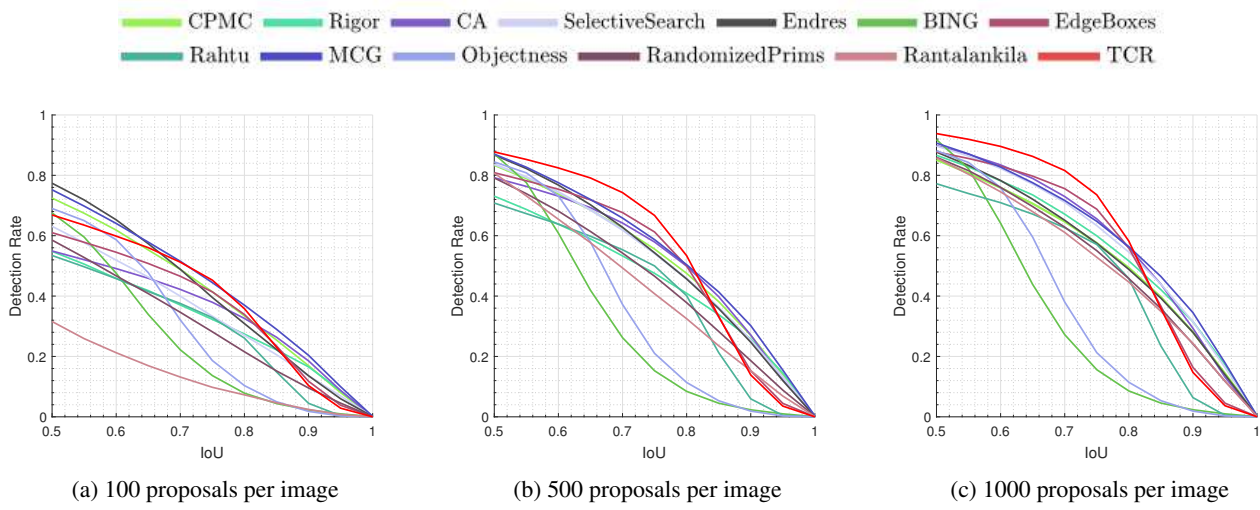 CPMC Rigor CA SelectiveSearch Endres BING EdgeBoxes
Rahtu MCG Objectness RandomizedPrims Rantalankila TCR
1
0.8
0.6
0.4
0.2
0
Detection Rate
0.5 0.6 0.7 0.8 0.9 1
IoU
(a) 100 proposals per image
1
0.8
0.6
0.4
0.2
0
Detection Rate
0.5 0.6 0.7 0.8 0.9 1
IoU
(b) 500 proposals per image
1
0.8
0.6
0.4
0.2
0
Detection Rate
0.5 0.6 0.7 0.8 0.9 1
IoU
(c) 1000 proposals per image